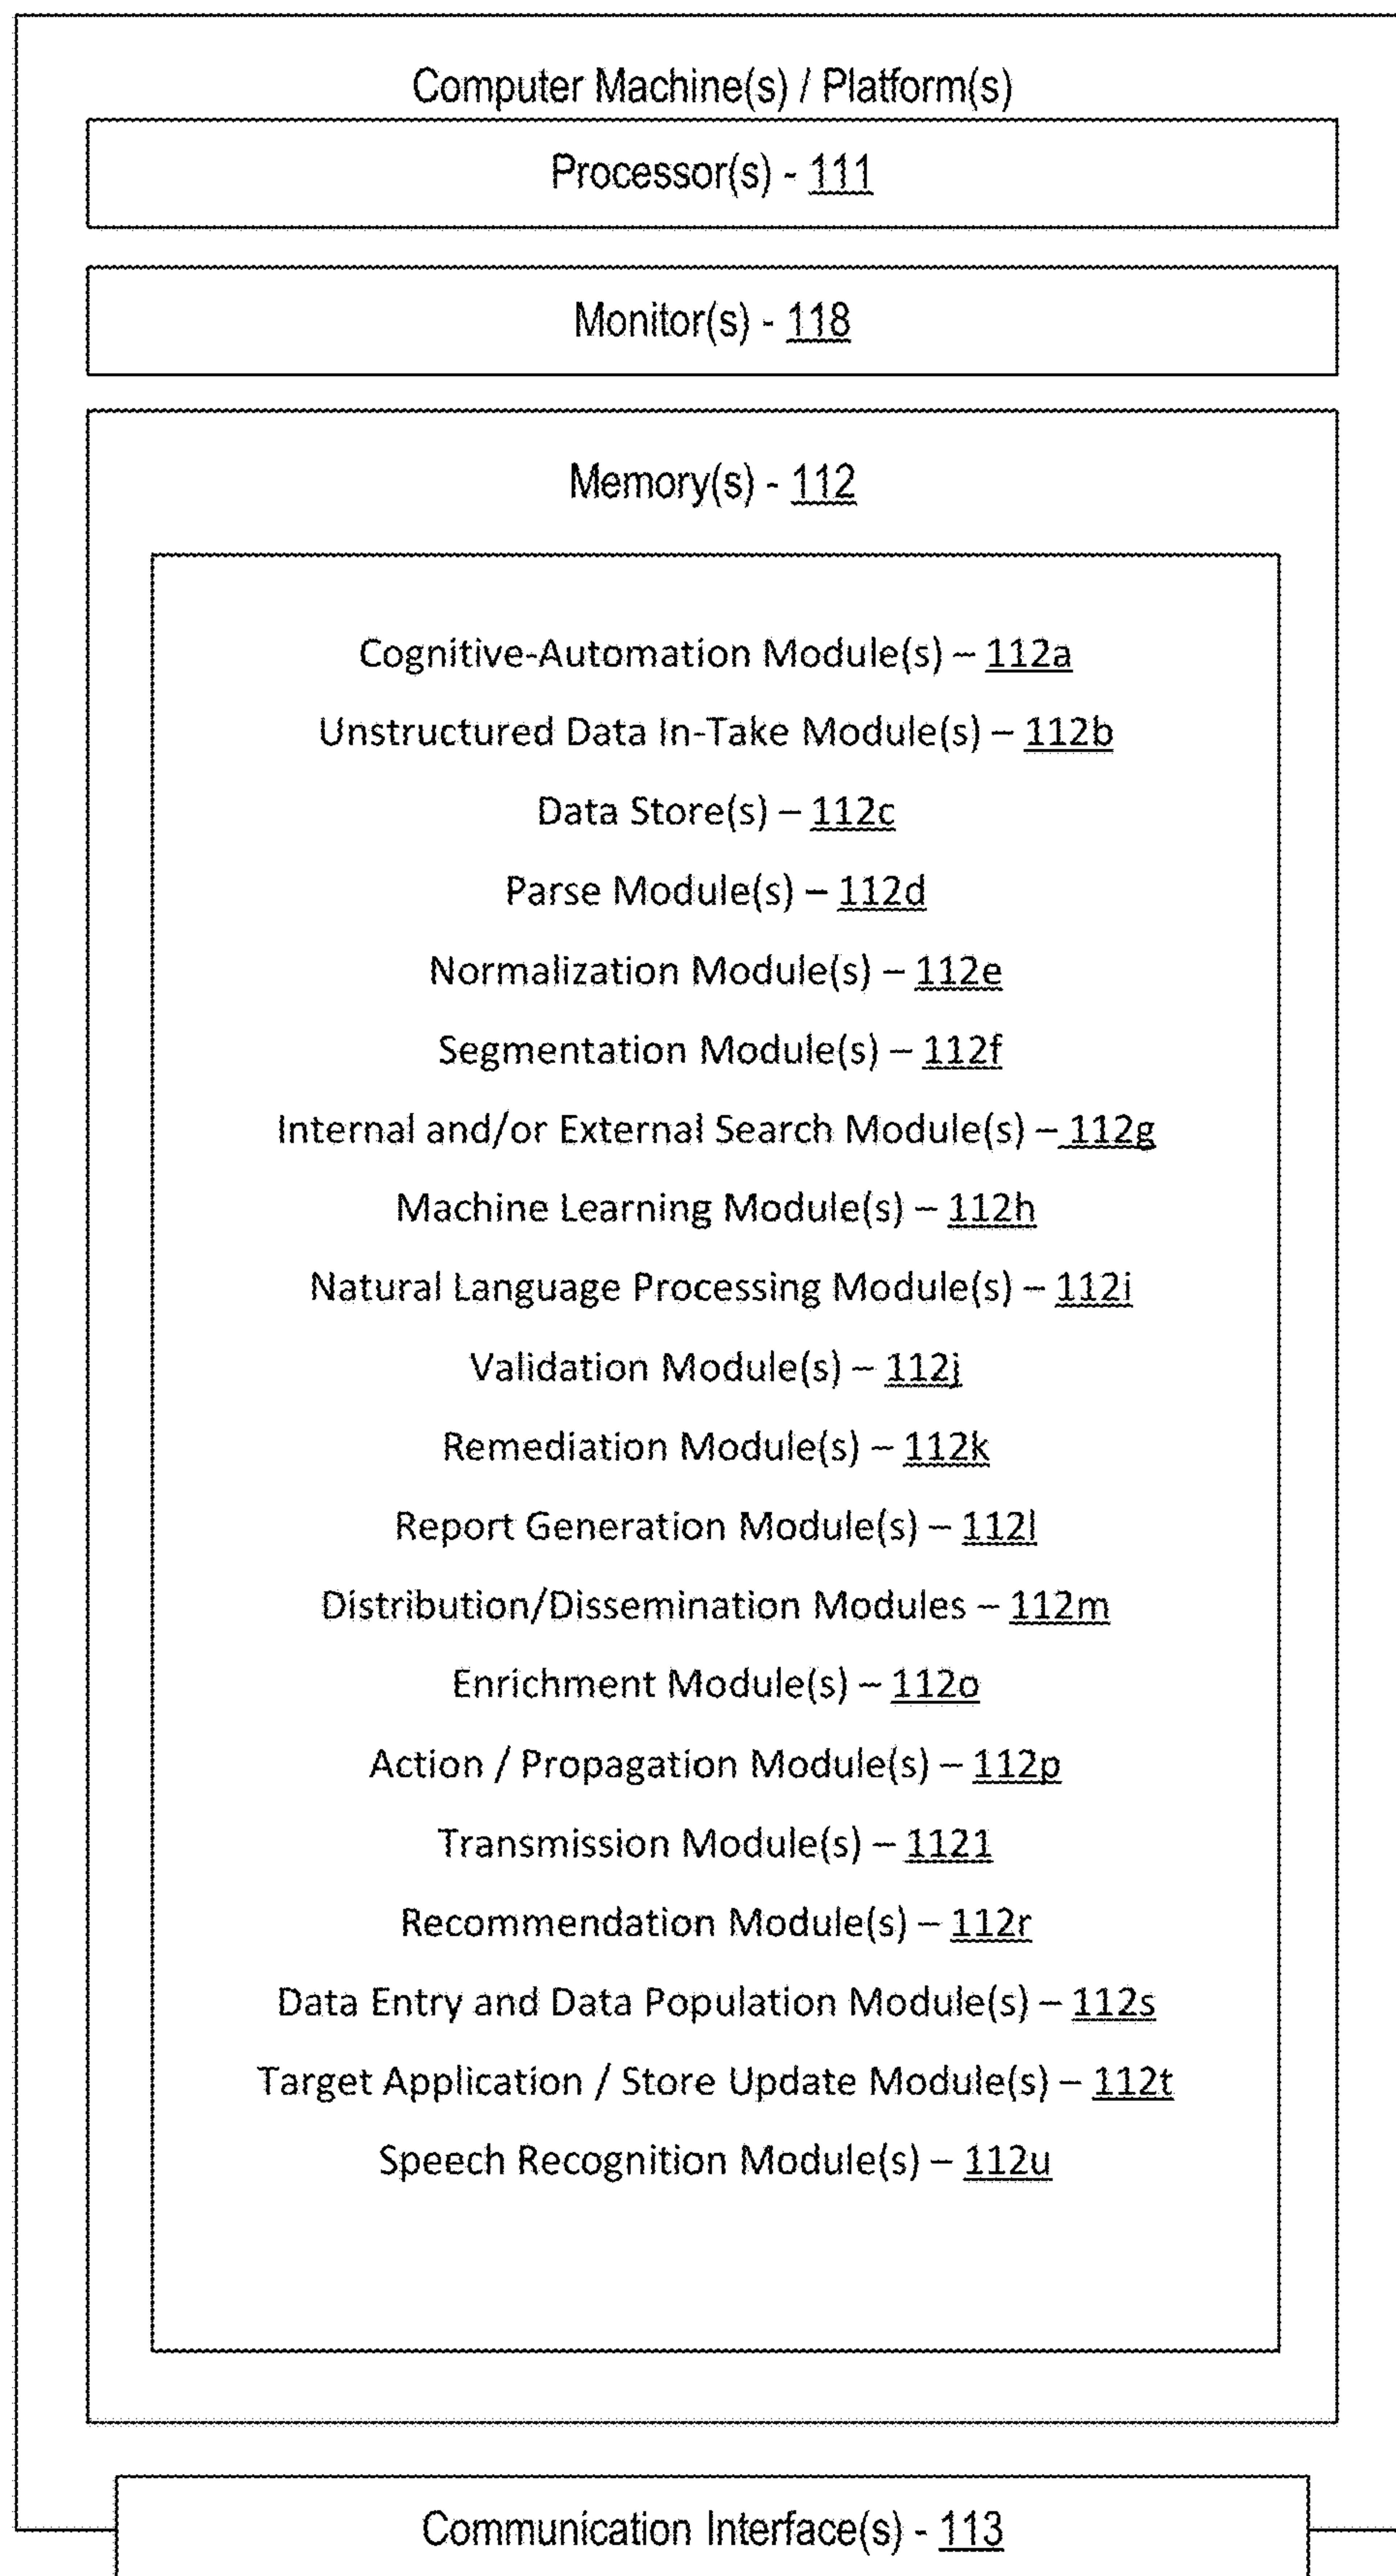 Computer Machine(s) / Platform(s)
Processor(s) - 111
Monitor(s) - 118
Memory(s) - 112
Cognitive-Automation Module(s) – 112a
Unstructured Data In-Take Module(s) – 112b
Data Store(s) – 112c
Parse Module(s) – 112d
Normalization Module(s) – 112e
Segmentation Module(s) – 112f
Internal and/or External Search Module(s) – 112g
Machine Learning Module(s) – 112h
Natural Language Processing Module(s) – 112i
Validation Module(s) – 112j
Remediation Module(s) – 112k
Report Generation Module(s) – 112l
Distribution/Dissemination Modules – 112m
Enrichment Module(s) – 112o
Action / Propagation Module(s) – 112p
Transmission Module(s) – 1121
Recommendation Module(s) – 112r
Data Entry and Data Population Module(s) – 112s
Target Application / Store Update Module(s) – 112t
Speech Recognition Module(s) – 112u
Communication Interface(s) - 113